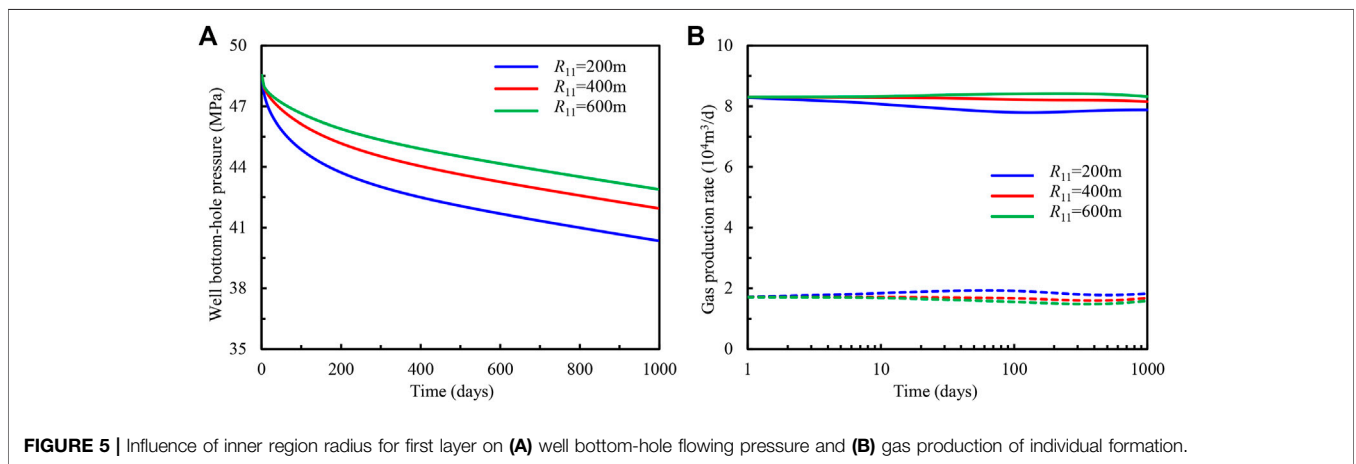 A
B
50
47
44
41
38
35
Well bottom-hole pressure (MPa)
R₁₁=200m
R₁₁=400m
R₁₁=600m
0 200 400 600 800 1000
Time (days)
10
8
6
4
2
0
Gas production rate (10⁴m³/d)
R₁₁=200m
R₁₁=400m
R₁₁=600m
1 10 100 1000
Time (days)
FIGURE 5 | Influence of inner region radius for first layer on (A) well bottom-hole flowing pressure and (B) gas production of individual formation.